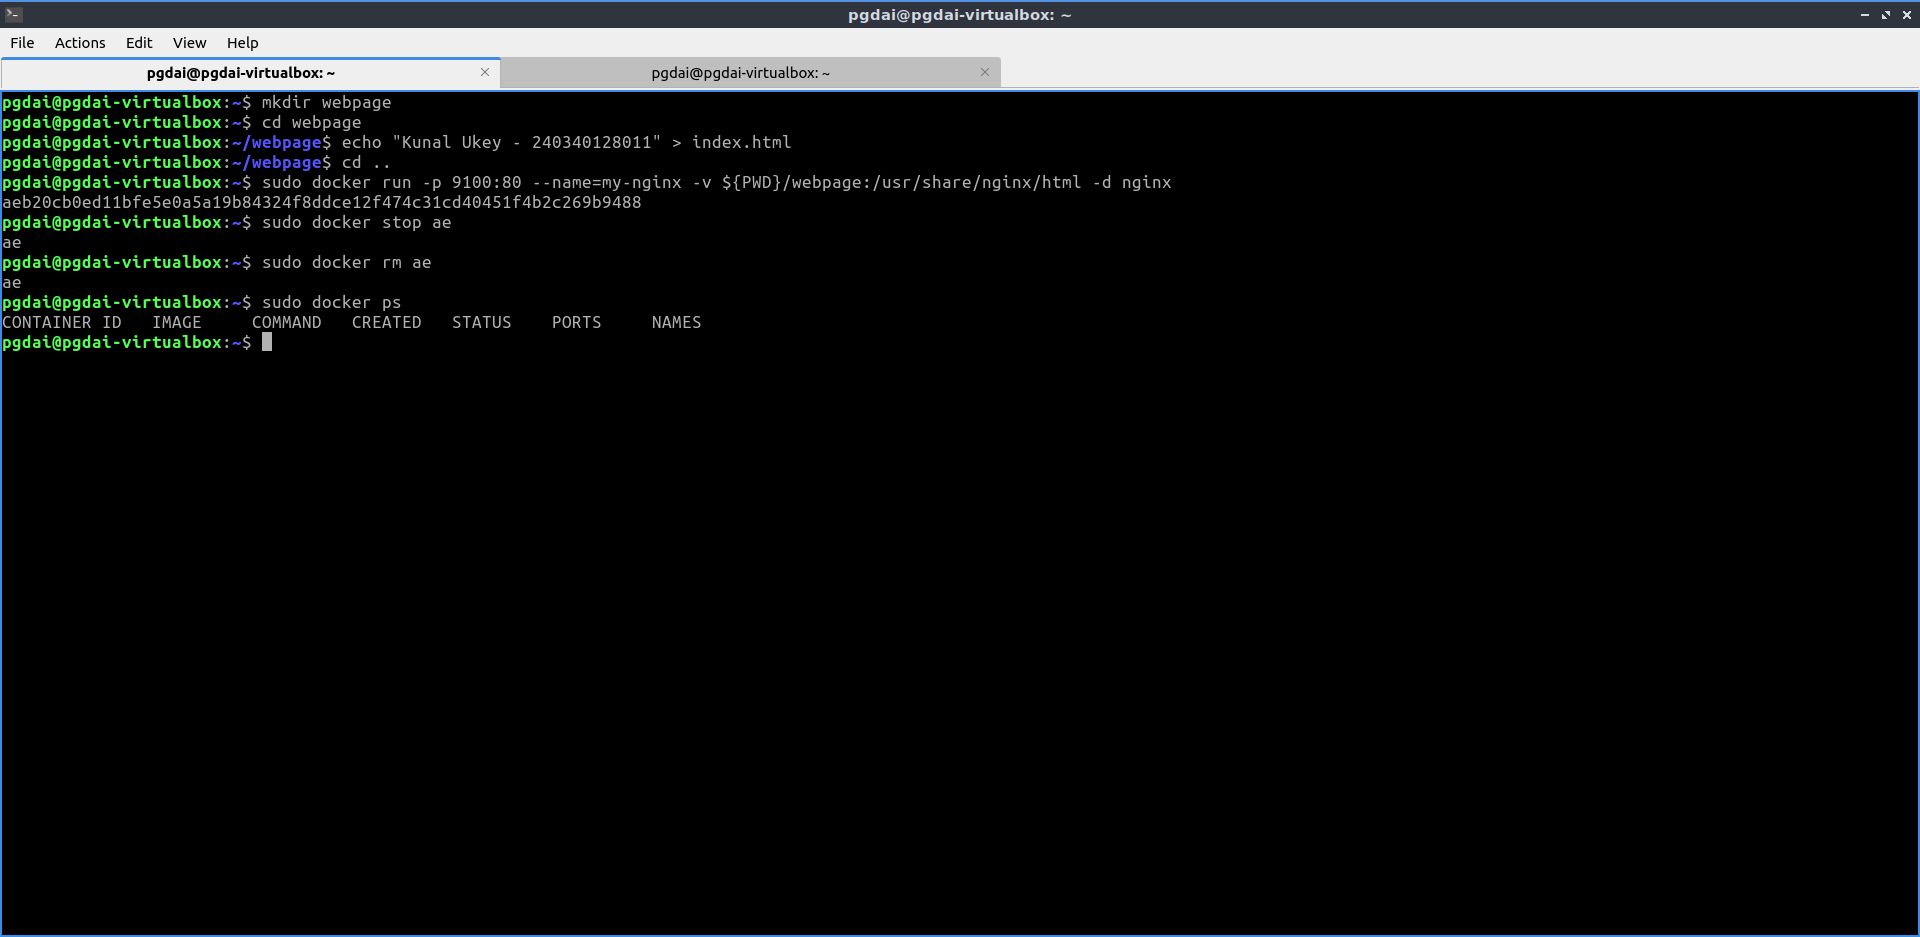 pgdai@pgdai-virtualbox: ~
File Actions Edit View Help
pgdai@pgdai-virtualbox: ~ pgdai@pgdai-virtualbox: ~
pgdai@pgdai-virtualbox:~$ mkdir webpage
pgdai@pgdai-virtualbox:~$ cd webpage
pgdai@pgdai-virtualbox:~/webpage$ echo "Kunal Ukey - 240340128011" > index.html
pgdai@pgdai-virtualbox:~/webpage$ cd ..
pgdai@pgdai-virtualbox:~$ sudo docker run -p 9100:80 --name=my-nginx -v ${PWD}/webpage:/usr/share/nginx/html -d nginx
aeb20cb0ed11bfe5e0a5a19b84324f8ddce12f474c31cd40451f4b2c269b9488
pgdai@pgdai-virtualbox:~$ sudo docker stop ae
ae
pgdai@pgdai-virtualbox:~$ sudo docker rm ae
ae
pgdai@pgdai-virtualbox:~$ sudo docker ps
CONTAINER ID   IMAGE     COMMAND   CREATED   STATUS    PORTS     NAMES
pgdai@pgdai-virtualbox:~$